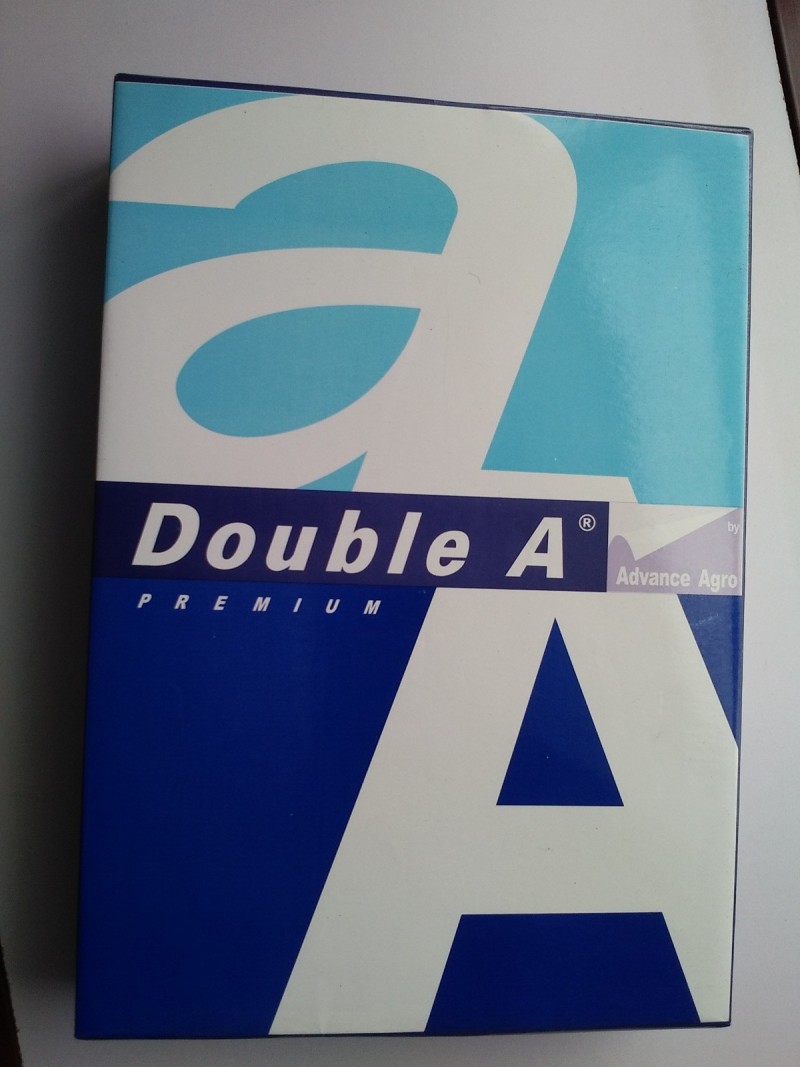 a
Double A®
by
Advance Agro
PREMIUM
A